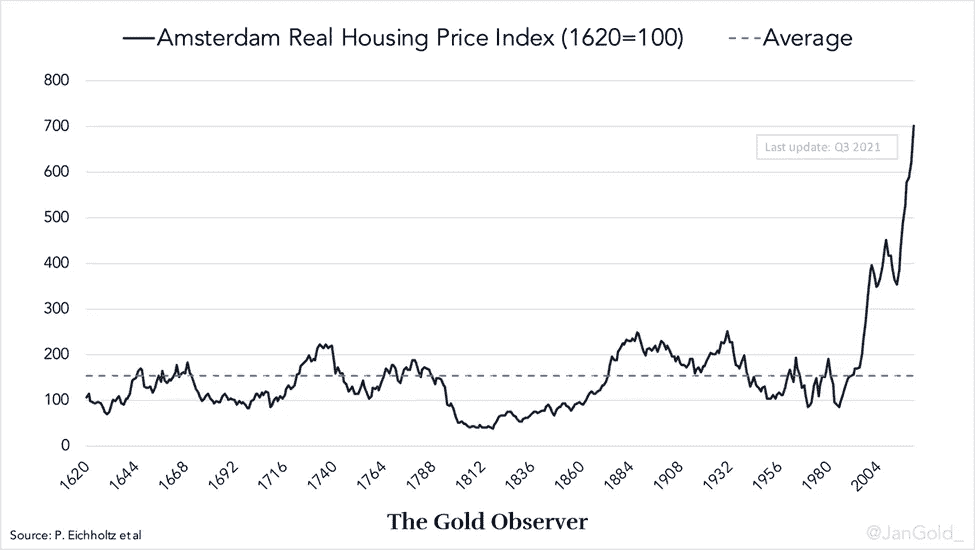 Amsterdam Real Housing Price Index (1620=100) Average
800
700
Last update: Q3 2021
600
500
400
300
200
100
0
1620 1644 1668 1692 1716 1740 1764 1788 1812 1836 1860 1884 1908 1932 1956 1980 2004
The Gold Observer
Source: P. Eichholtz et al
@JanGold_